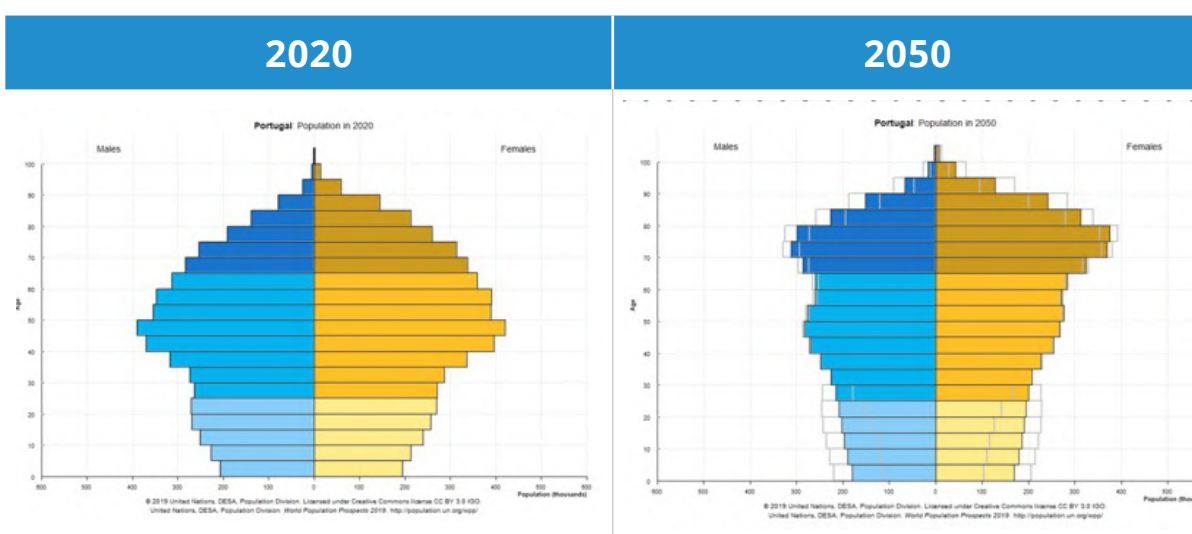 2020
2050
Portugal: Population in 2020
Males
Females
100
90
80
70
60
50
40
30
20
10
0
Age
600 500 400 300 200 100 0 100 200 300 400 500 600
Population (thousands)
© 2019 United Nations, DESA, Population Division. Licensed under Creative Commons license CC BY 3.0 IGO.
United Nations, DESA, Population Division. World Population Prospects 2019. http://population.un.org/wpp/
Portugal: Population in 2050
Males
Females
100
90
80
70
60
50
40
30
20
10
0
Age
600 500 400 300 200 100 0 100 200 300 400 500
Population (thou
© 2019 United Nations, DESA, Population Division. Licensed under Creative Commons license CC BY 3.0 IGO.
United Nations, DESA, Population Division. World Population Prospects 2019. http://population.un.org/wpp/